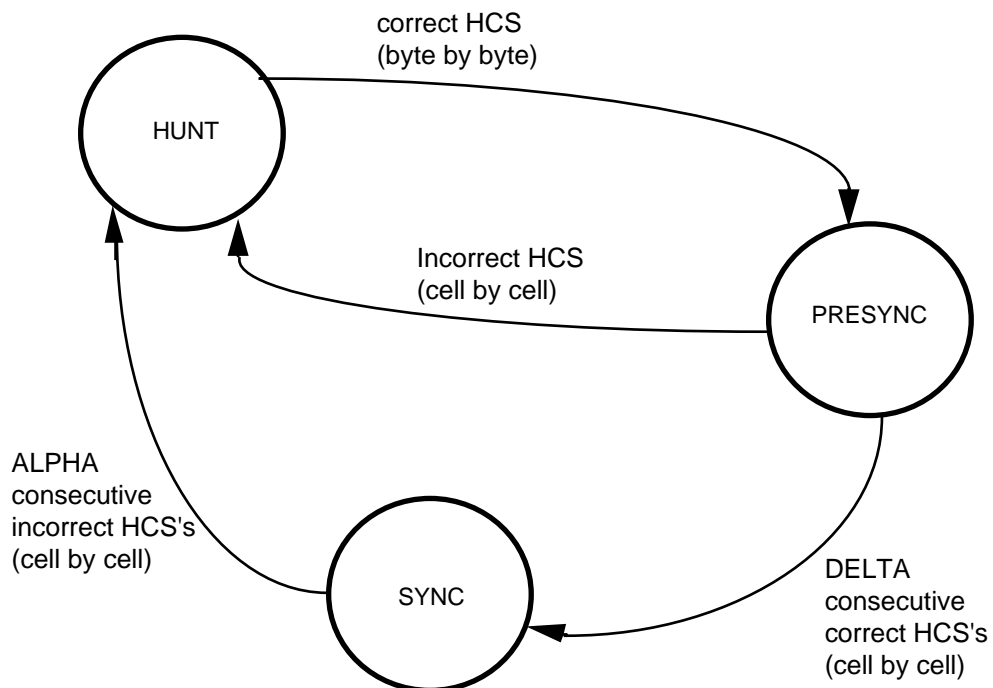 correct HCS
(byte by byte)
HUNT
Incorrect HCS
(cell by cell)
PRESYNC
ALPHA
consecutive
incorrect HCS's
(cell by cell)
SYNC
DELTA
consecutive
correct HCS's
(cell by cell)